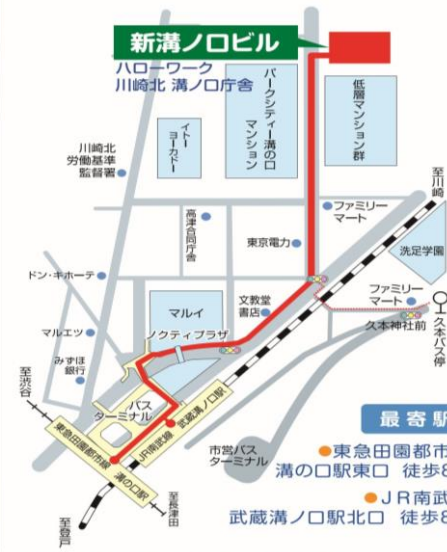 新溝ノ口ビル
ハローワーク
川崎北 溝ノ口庁舎
イトーヨーカドー
パークシティー溝の口
マンション
低層マンション群
川崎北
労働基準
監督署
高津合同庁舎
東京電力
ファミリー
マート
至川崎
洗足学園
ドン・キホーテ
マルイ
文教堂
書店
ファミリー
マート
久本神社前
久本バス停
マルエツ
ノクティプラザ
みずほ
銀行
至渋谷
バス
ターミナル
武蔵溝ノ口駅
JR南武線
東急田園都市線 溝の口駅
市営バス
ターミナル
至長津田
至登戸
最寄駅
東急田園都市
溝の口駅東口 徒歩8
JR南武
武蔵溝ノ口駅北口 徒歩8